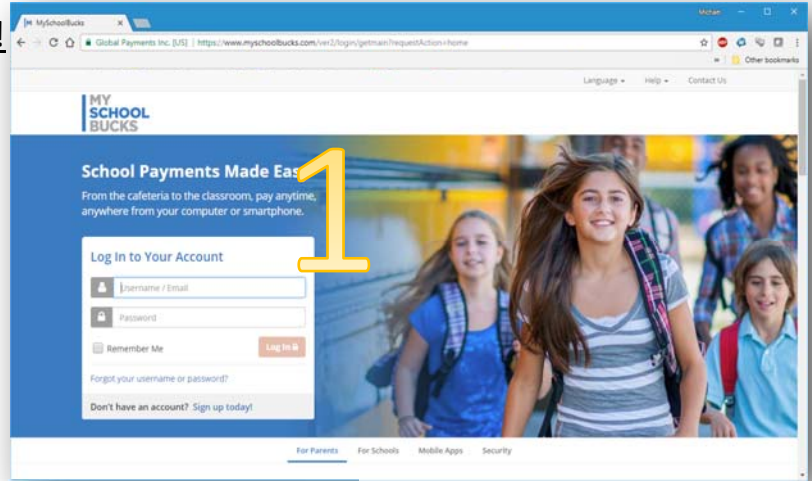 Michael
MySchoolBucks
!
Global Payments Inc. [US] | https://www.myschoolbucks.com/ver2/login/getmain?requestAction=home
Other bookmarks
Language Help Contact Us
MY
SCHOOL
BUCKS
School Payments Made Eas
1
From the cafeteria to the classroom, pay anytime,
anywhere from your computer or smartphone.
Log In to Your Account
Username / Email
Password
Remember Me Log In
Forgot your username or password?
Don't have an account? Sign up today!
For Parents For Schools Mobile Apps Security